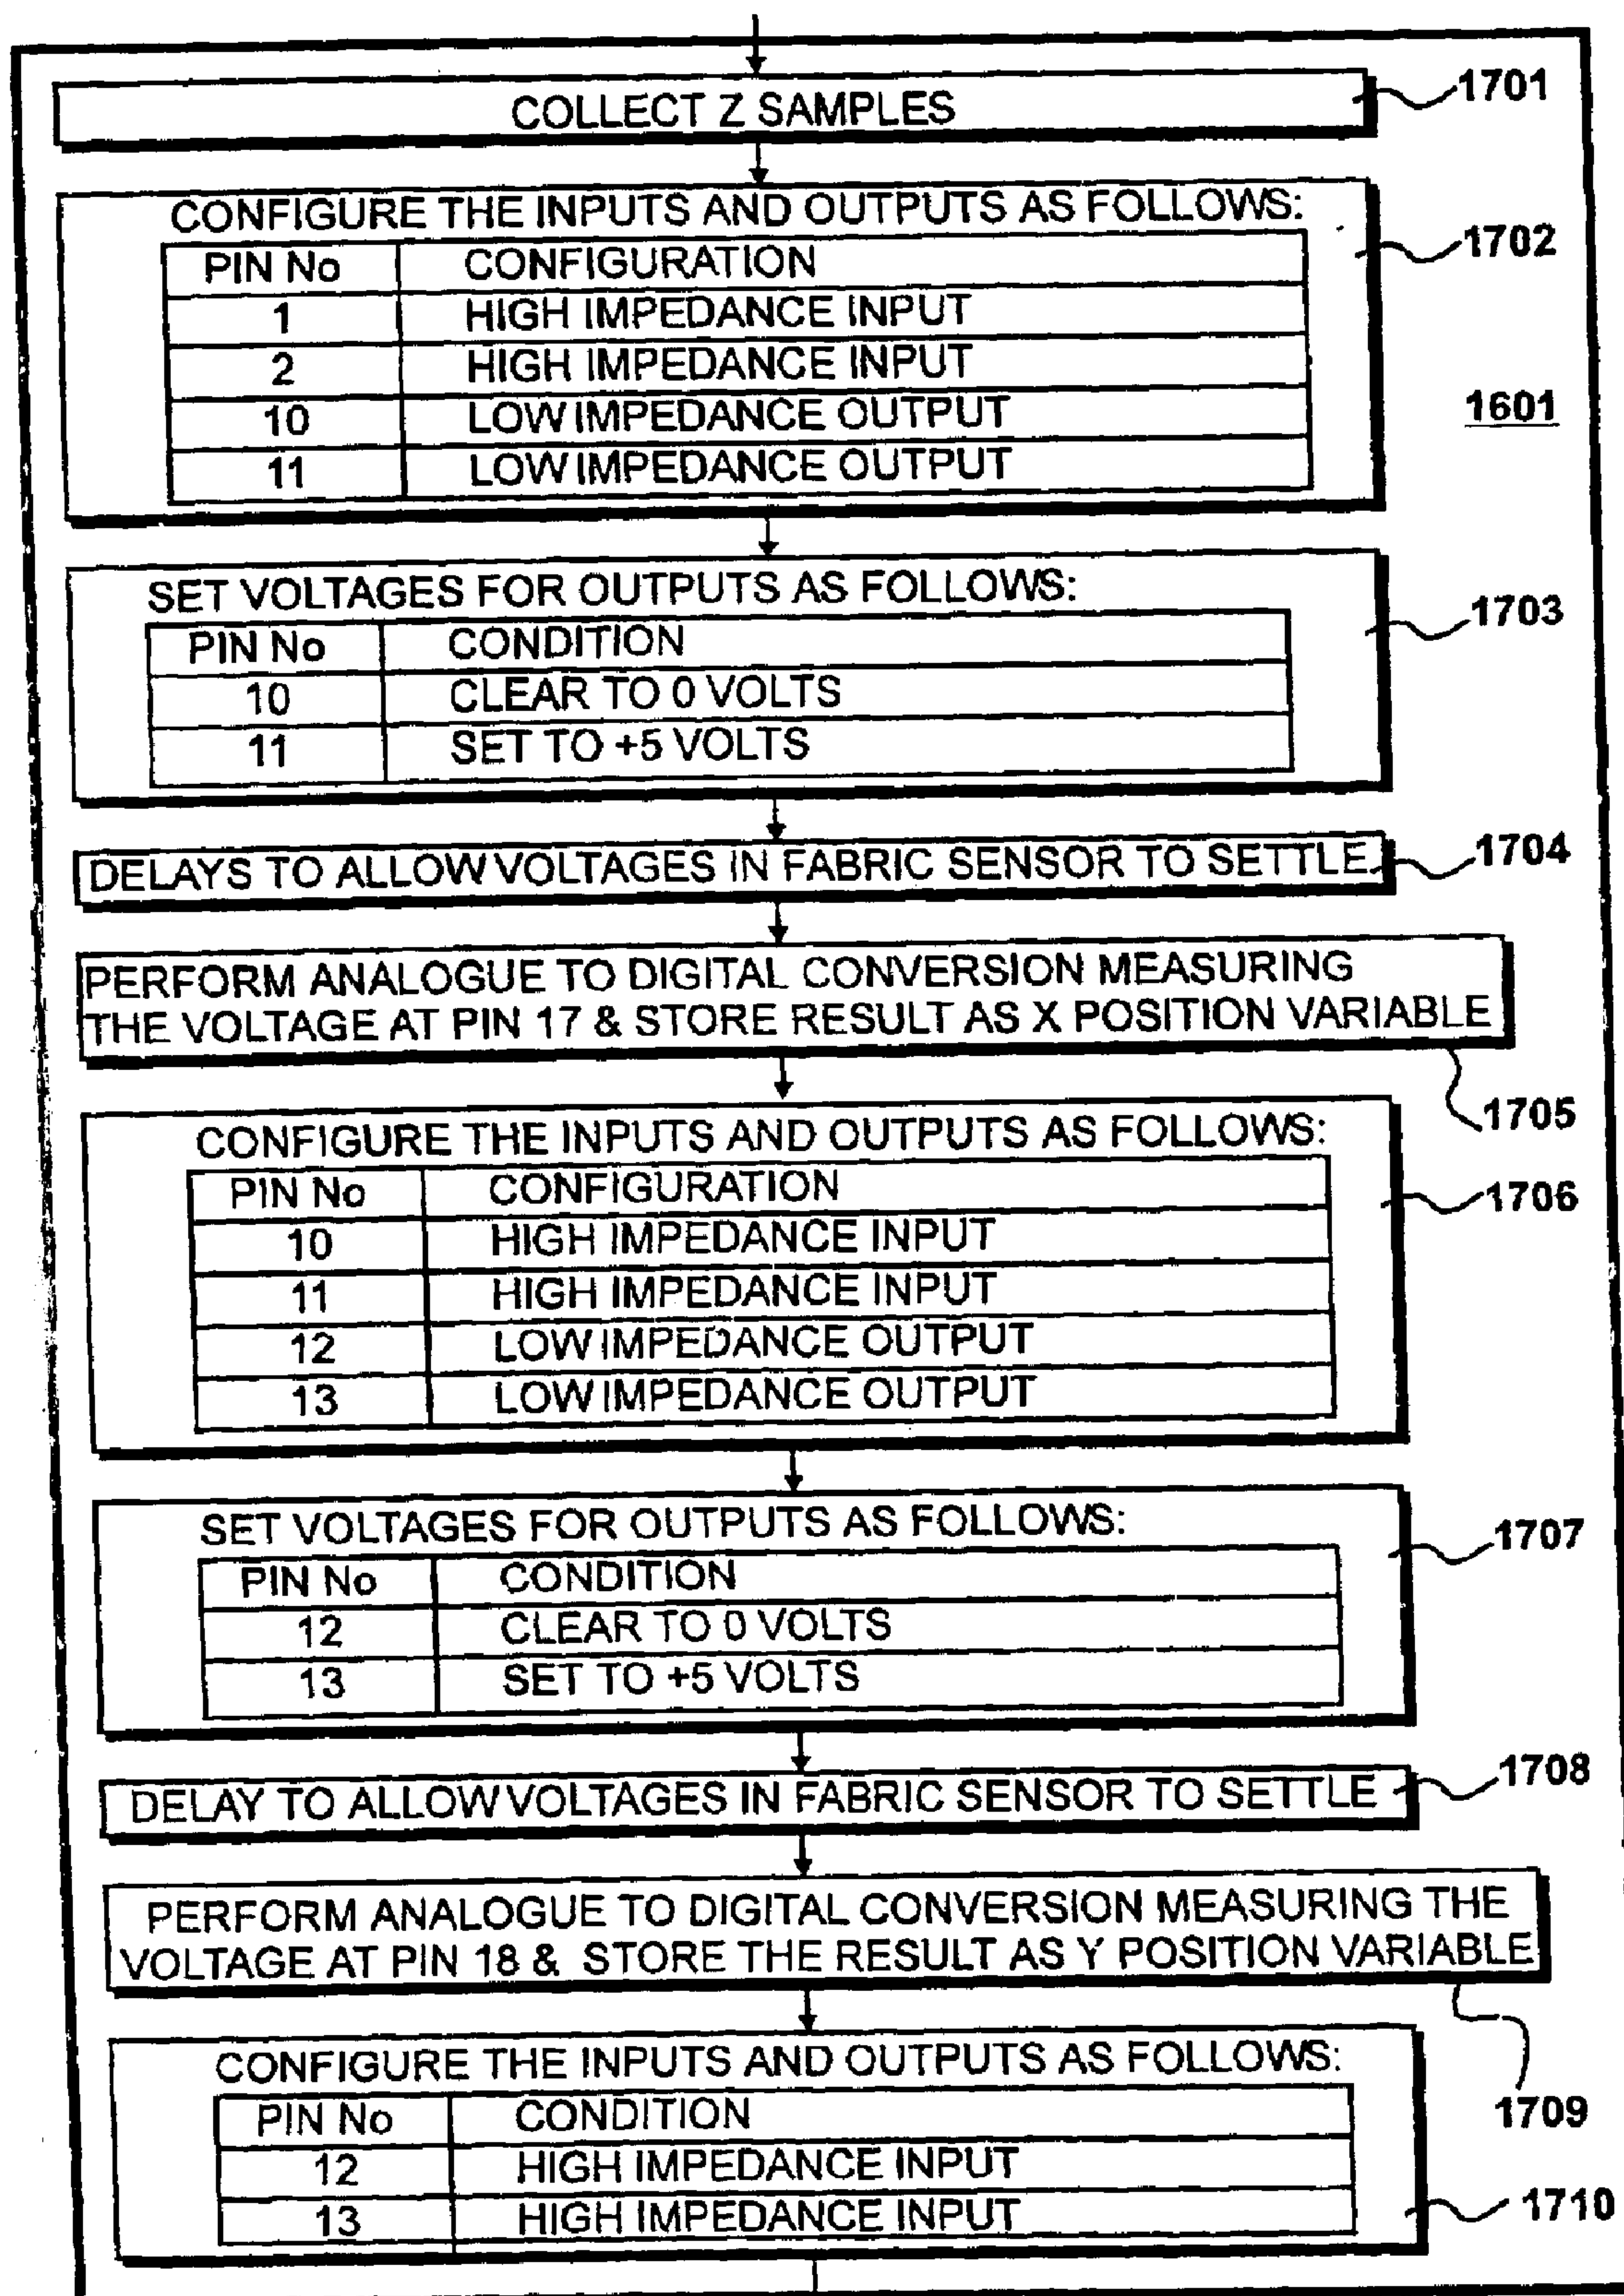 COLLECT Z SAMPLES
1701
CONFIGURE THE INPUTS AND OUTPUTS AS FOLLOWS:
1702
PIN No CONFIGURATION
1 HIGH IMPEDANCE INPUT
2 HIGH IMPEDANCE INPUT
10 LOW IMPEDANCE OUTPUT
11 LOW IMPEDANCE OUTPUT
1601
SET VOLTAGES FOR OUTPUTS AS FOLLOWS:
1703
PIN No CONDITION
10 CLEAR TO 0 VOLTS
11 SET TO +5 VOLTS
DELAYS TO ALLOW VOLTAGES IN FABRIC SENSOR TO SETTLE
1704
PERFORM ANALOGUE TO DIGITAL CONVERSION MEASURING
THE VOLTAGE AT PIN 17 & STORE RESULT AS X POSITION VARIABLE
1705
CONFIGURE THE INPUTS AND OUTPUTS AS FOLLOWS:
1706
PIN No CONFIGURATION
10 HIGH IMPEDANCE INPUT
11 HIGH IMPEDANCE INPUT
12 LOW IMPEDANCE OUTPUT
13 LOW IMPEDANCE OUTPUT
SET VOLTAGES FOR OUTPUTS AS FOLLOWS:
1707
PIN No CONDITION
12 CLEAR TO 0 VOLTS
13 SET TO +5 VOLTS
DELAY TO ALLOW VOLTAGES IN FABRIC SENSOR TO SETTLE
1708
PERFORM ANALOGUE TO DIGITAL CONVERSION MEASURING THE
VOLTAGE AT PIN 18 & STORE THE RESULT AS Y POSITION VARIABLE
1709
CONFIGURE THE INPUTS AND OUTPUTS AS FOLLOWS:
PIN No CONDITION
12 HIGH IMPEDANCE INPUT
13 HIGH IMPEDANCE INPUT
1710